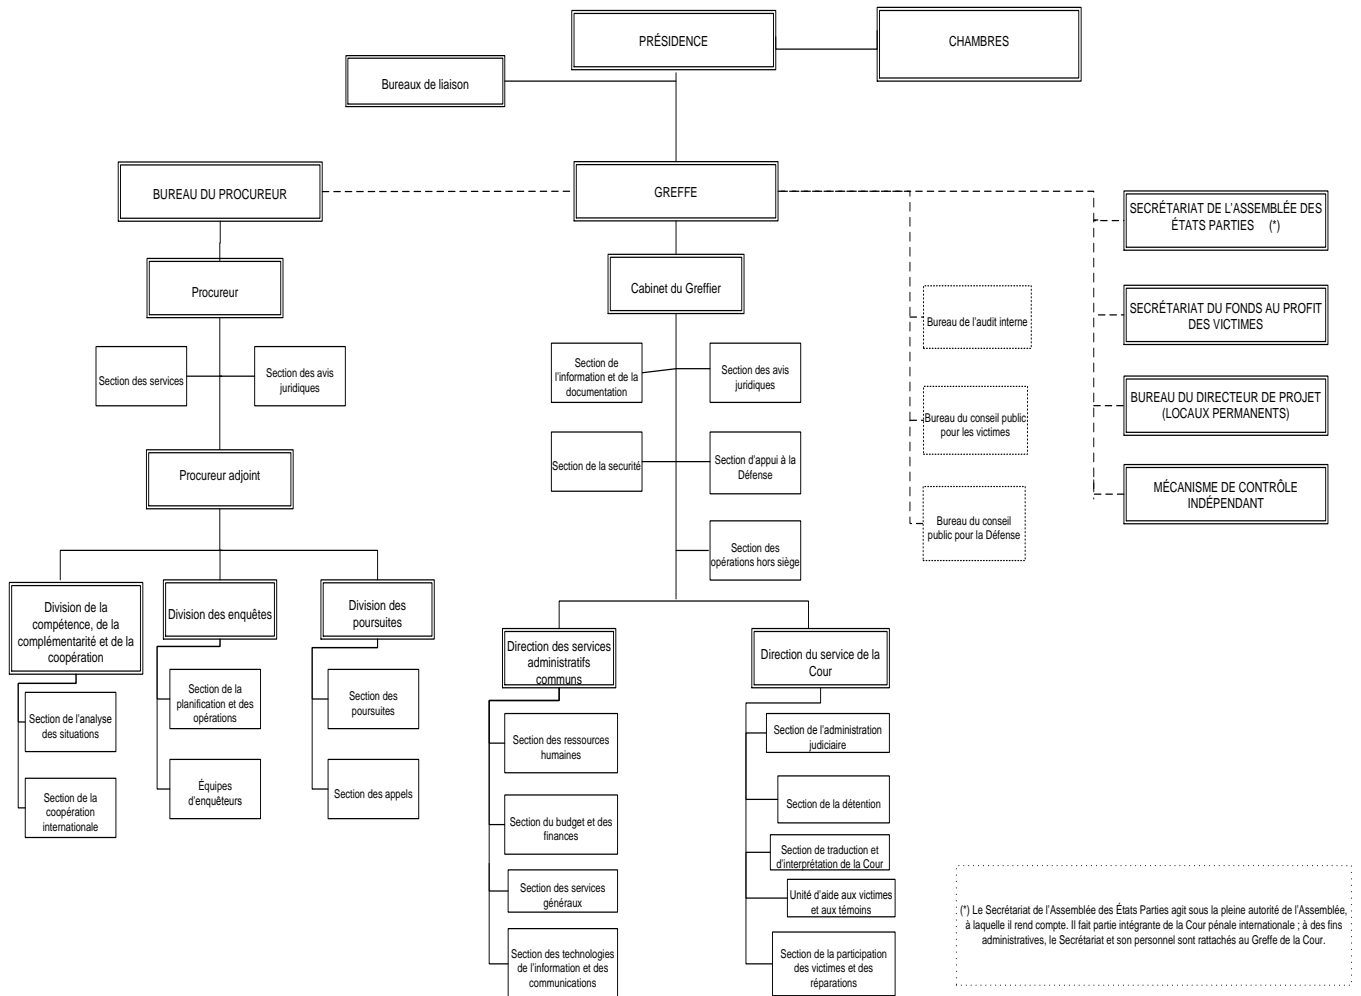 PRÉSIDENCE
CHAMBRES
Bureaux de liaison
BUREAU DU PROCUREUR
GREFFE
SECRÉTARIAT DE L'ASSEMBLÉE DES
ÉTATS PARTIES (*)
Procureur
Cabinet du Greffier
Bureau de l'audit interne
SECRÉTARIAT DU FONDS AU PROFIT
DES VICTIMES
Section des services
Section des avis
juridiques
Section de
l'information et de la
documentation
Section des avis
juridiques
Bureau du conseil public
pour les victimes
BUREAU DU DIRECTEUR DE PROJET
(LOCAUX PERMANENTS)
Procureur adjoint
Section de la securité
Section d'appui à la
Défense
Bureau du conseil
public pour la Défense
MÉCANISME DE CONTRÔLE
INDÉPENDANT
Section des
opérations hors siège
Division de la
compétence, de la
complémentarité et de la
coopération
Division des enquêtes
Division des
poursuites
Direction des services
administratifs
communs
Direction du service de la
Cour
Section de l'analyse
des situations
Section de la
planification et des
opérations
Section des
poursuites
Section des ressources
humaines
Section de l'administration
judiciaire
Section de la
coopération
internationale
Équipes
d'enquêteurs
Section des appels
Section du budget et des
finances
Section de la détention
Section de traduction et
d'interprétation de la Cour
Section des services
généraux
Unité d'aide aux victimes
et aux témoins
Section des technologies
de l'information et des
communications
Section de la participation
des victimes et des
réparations
(*) Le Secrétariat de l'Assemblée des États Parties agit sous la pleine autorité de l'Assemblée,
à laquelle il rend compte. Il fait partie intégrante de la Cour pénale internationale ; à des fins
administratives, le Secrétariat et son personnel sont rattachés au Greffe de la Cour.